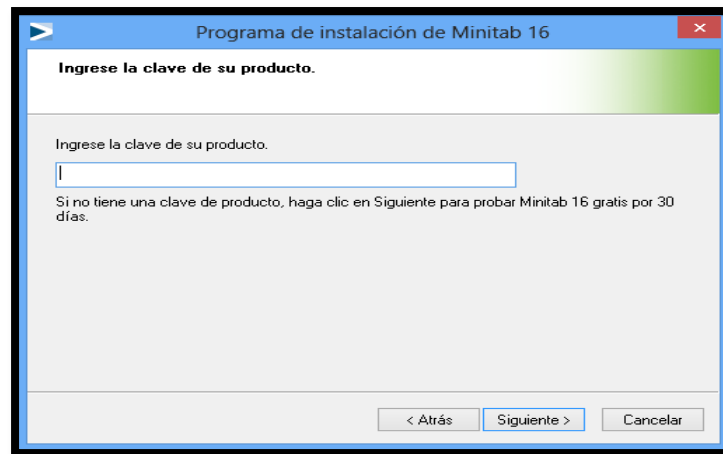 Programa de instalación de Minitab 16
Ingrese la clave de su producto.
Ingrese la clave de su producto.
Si no tiene una clave de producto, haga clic en Siguiente para probar Minitab 16 gratis por 30
días.
< Atrás Siguiente > Cancelar